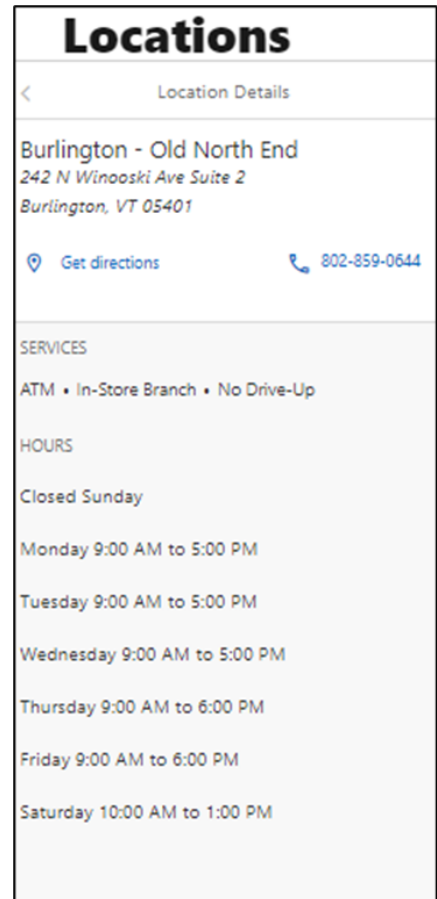 Locations
Location Details
Burlington - Old North End
242 N Winooski Ave Suite 2
Burlington, VT 05401
Get directions
802-859-0644
SERVICES
ATM • In-Store Branch • No Drive-Up
HOURS
Closed Sunday
Monday 9:00 AM to 5:00 PM
Tuesday 9:00 AM to 5:00 PM
Wednesday 9:00 AM to 5:00 PM
Thursday 9:00 AM to 6:00 PM
Friday 9:00 AM to 6:00 PM
Saturday 10:00 AM to 1:00 PM